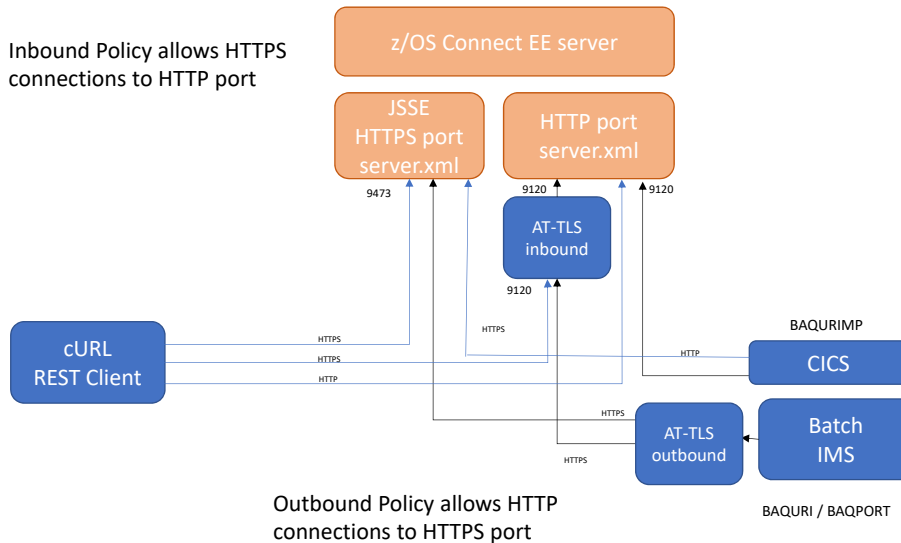 z/OS Connect EE server
Inbound Policy allows HTTPS
connections to HTTP port
JSSE
HTTPS port
server.xml
HTTP port
server.xml
9473
9120
9120
AT-TLS
inbound
9120
cURL
REST Client
HTTPS
HTTPS
HTTP
HTTPS
HTTP
BAQURIMP
CICS
HTTPS
HTTPS
AT-TLS
outbound
Batch
IMS
BAQURI / BAQPORT
Outbound Policy allows HTTP
connections to HTTPS port